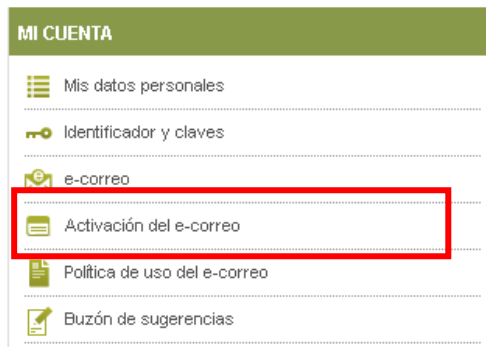 MI CUENTA
Mis datos personales
Identificador y claves
e-correo
Activación del e-correo
Política de uso del e-correo
Buzón de sugerencias